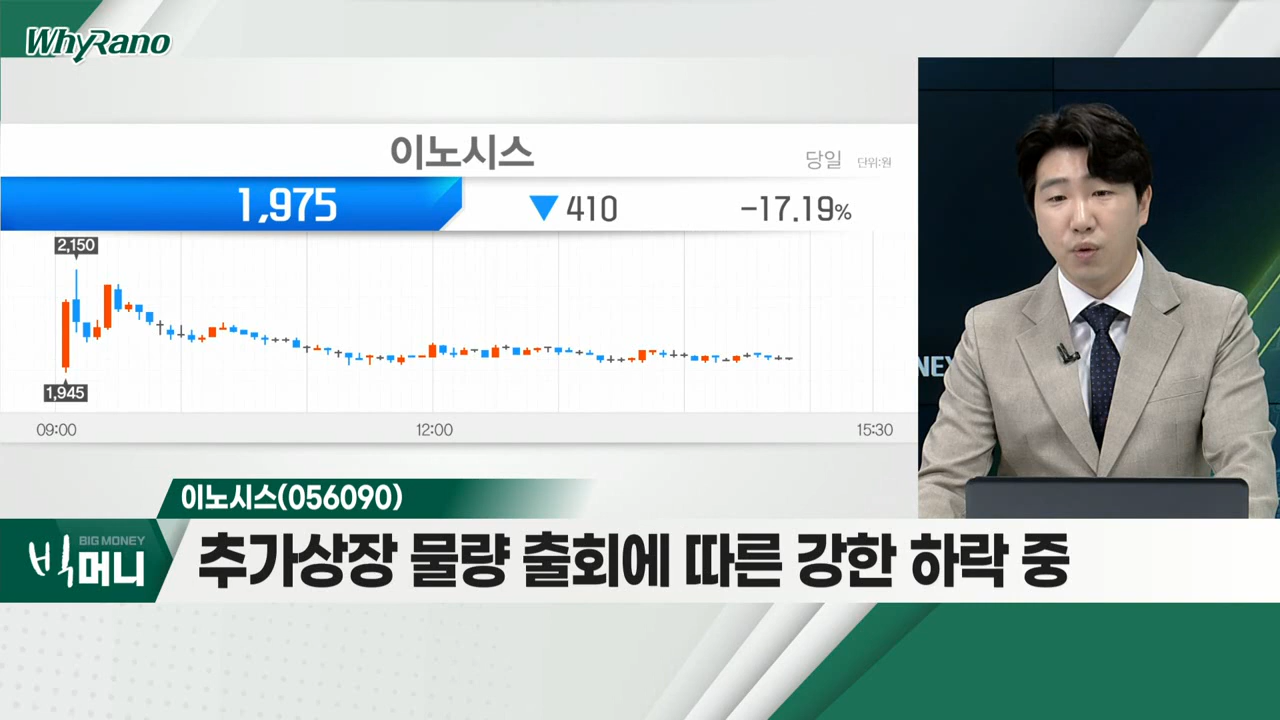 WhyRano
이노시스
당일 단위:원
1,975 ▼410 -17.19%
2,150
1,945
09:00 12:00 15:30
NEX
이노시스(056090)
BIG MONEY
빅머니
추가상장 물량 출회에 따른 강한 하락 중